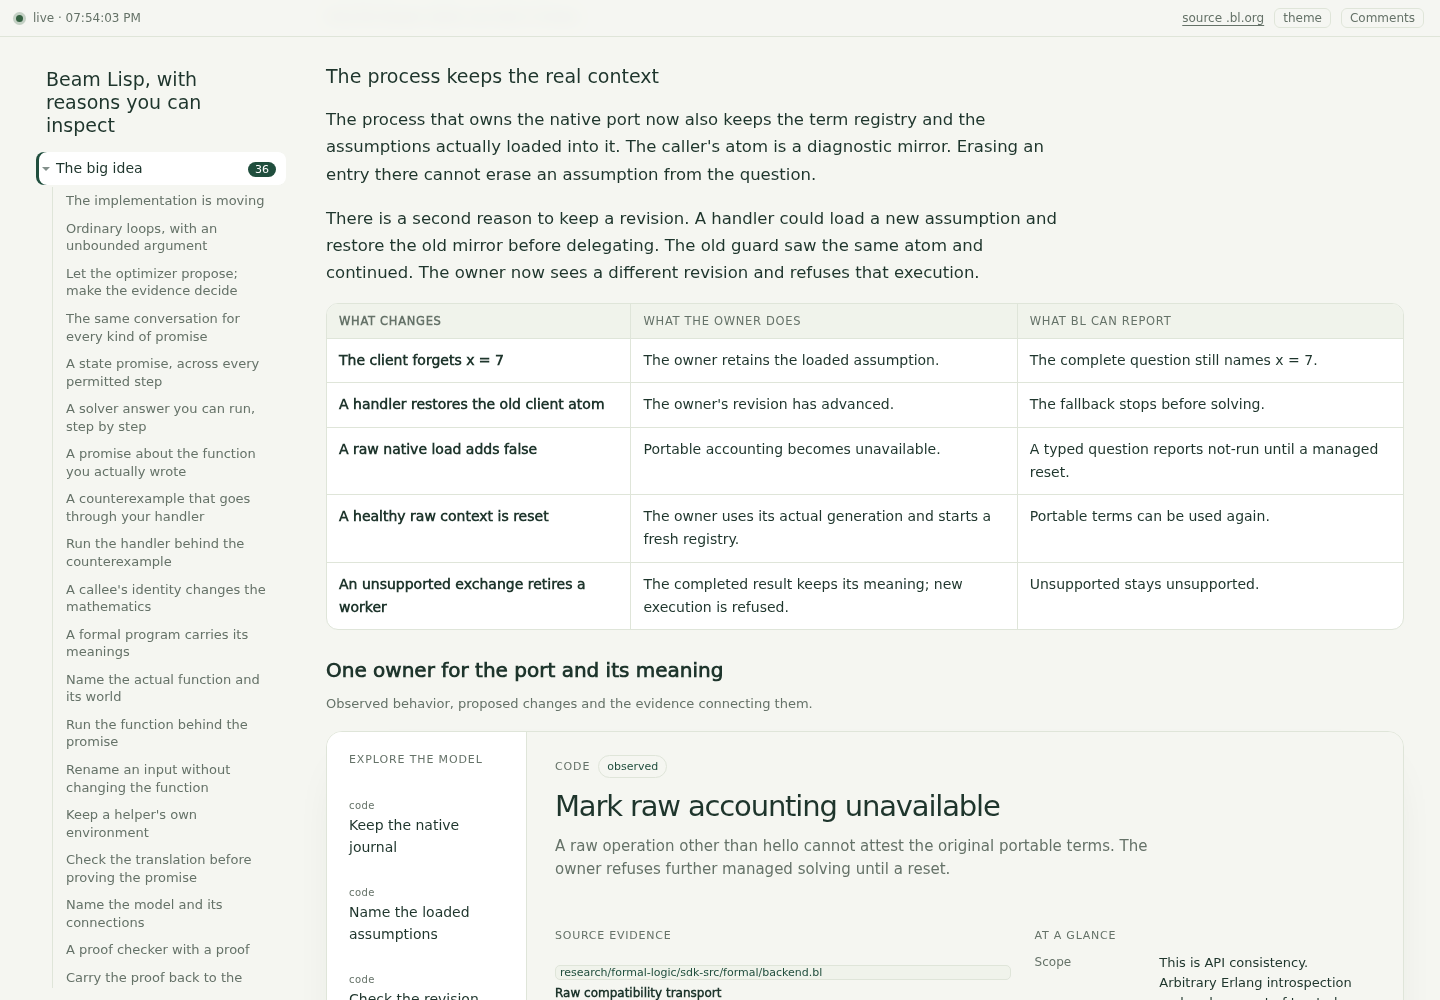 live · 07:54:03 PM
source .bl.org
theme
Comments
Beam Lisp, with
reasons you can
inspect
The big idea
36
The implementation is moving
Ordinary loops, with an
unbounded argument
Let the optimizer propose;
make the evidence decide
The same conversation for
every kind of promise
A state promise, across every
permitted step
A solver answer you can run,
step by step
A promise about the function
you actually wrote
A counterexample that goes
through your handler
Run the handler behind the
counterexample
A callee's identity changes the
mathematics
A formal program carries its
meanings
Name the actual function and
its world
Run the function behind the
promise
Rename an input without
changing the function
Keep a helper's own
environment
Check the translation before
proving the promise
Name the model and its
connections
A proof checker with a proof
Carry the proof back to the
The process keeps the real context
The process that owns the native port now also keeps the term registry and the
assumptions actually loaded into it. The caller's atom is a diagnostic mirror. Erasing an
entry there cannot erase an assumption from the question.
There is a second reason to keep a revision. A handler could load a new assumption and
restore the old mirror before delegating. The old guard saw the same atom and
continued. The owner now sees a different revision and refuses that execution.
WHAT CHANGES
WHAT THE OWNER DOES
WHAT BL CAN REPORT
The client forgets x = 7
The owner retains the loaded assumption.
The complete question still names x = 7.
A handler restores the old client atom
The owner's revision has advanced.
The fallback stops before solving.
A raw native load adds false
Portable accounting becomes unavailable.
A typed question reports not-run until a managed
reset.
A healthy raw context is reset
The owner uses its actual generation and starts a
fresh registry.
Portable terms can be used again.
An unsupported exchange retires a
worker
The completed result keeps its meaning; new
execution is refused.
Unsupported stays unsupported.
One owner for the port and its meaning
Observed behavior, proposed changes and the evidence connecting them.
EXPLORE THE MODEL
code
Keep the native
journal
code
Name the loaded
assumptions
code
Check the revision
CODE
observed
Mark raw accounting unavailable
A raw operation other than hello cannot attest the original portable terms. The
owner refuses further managed solving until a reset.
SOURCE EVIDENCE
research/formal-logic/sdk-src/formal/backend.bl
Raw compatibility transport
AT A GLANCE
Scope
This is API consistency.
Arbitrary Erlang introspection